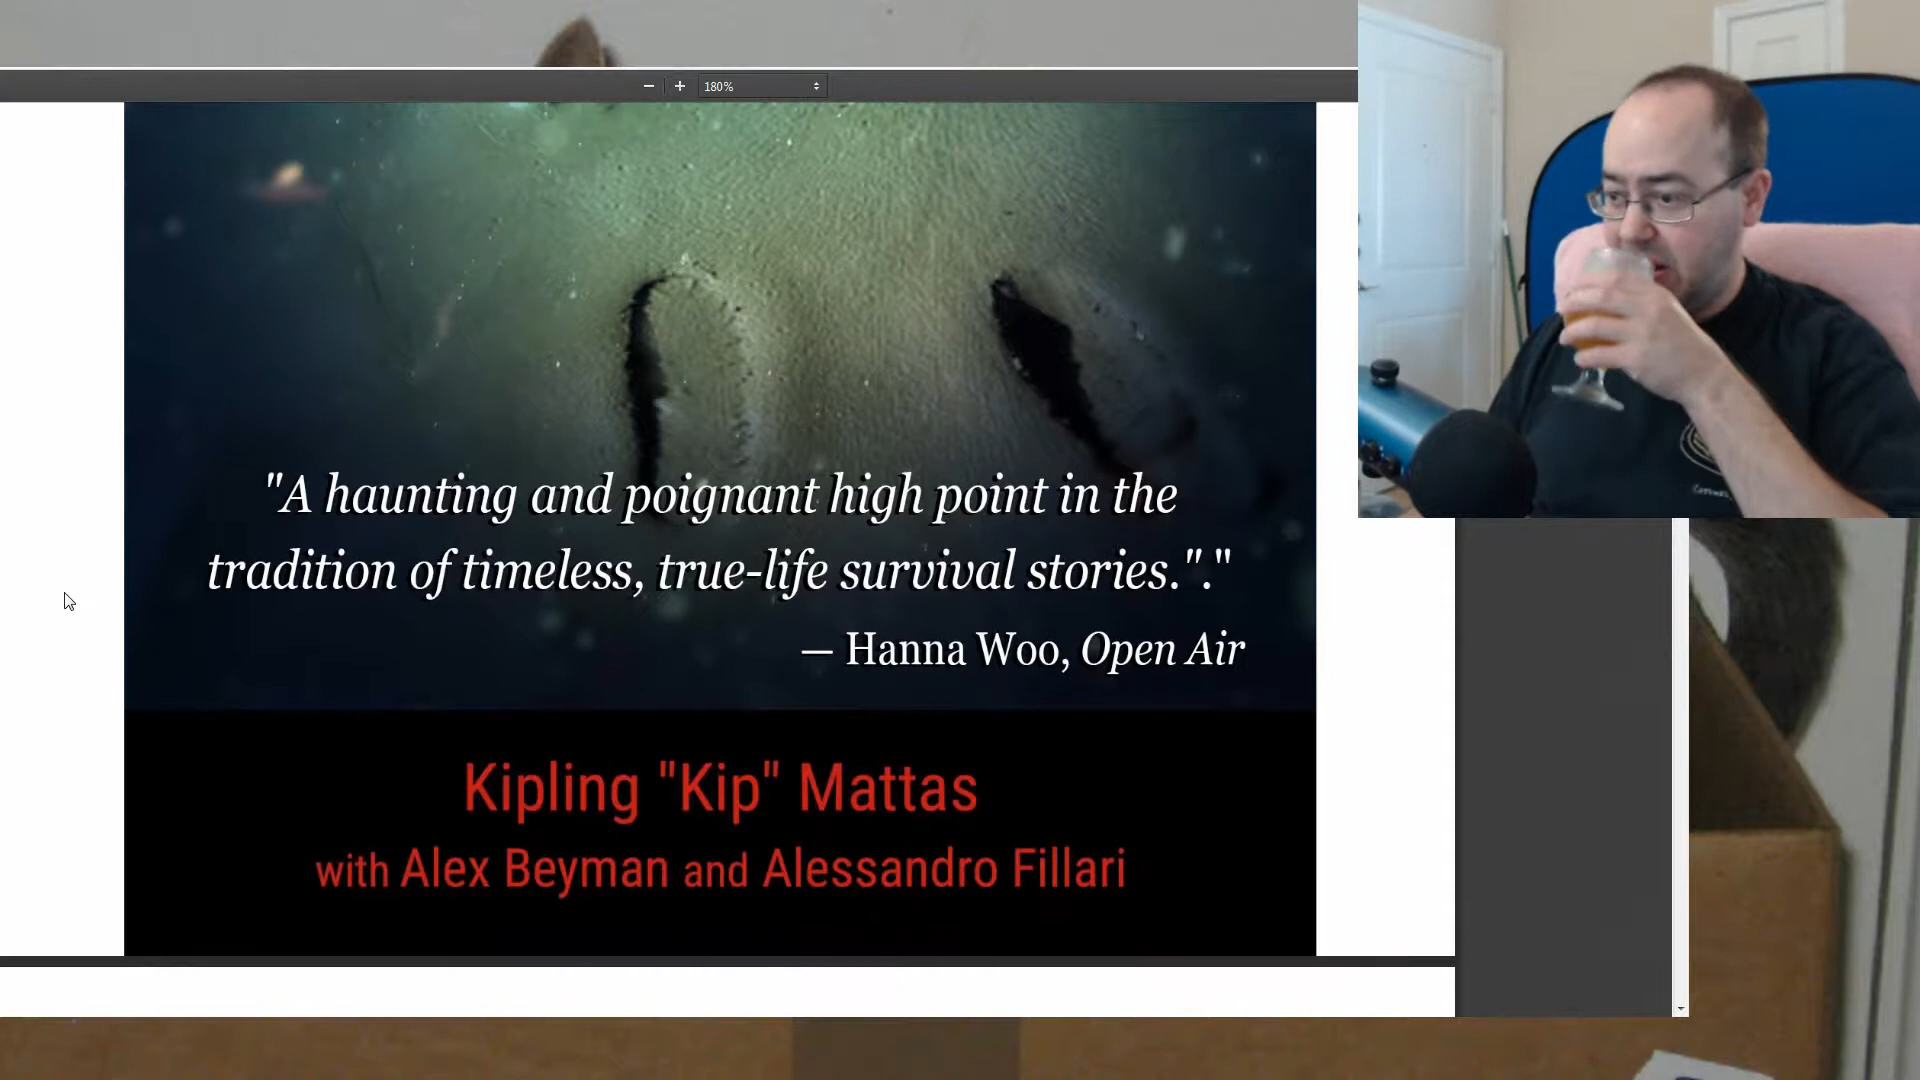 180%
"A haunting and poignant high point in the
tradition of timeless, true-life survival stories."."
— Hanna Woo, Open Air
Kipling "Kip" Mattas
with Alex Beyman and Alessandro Fillari